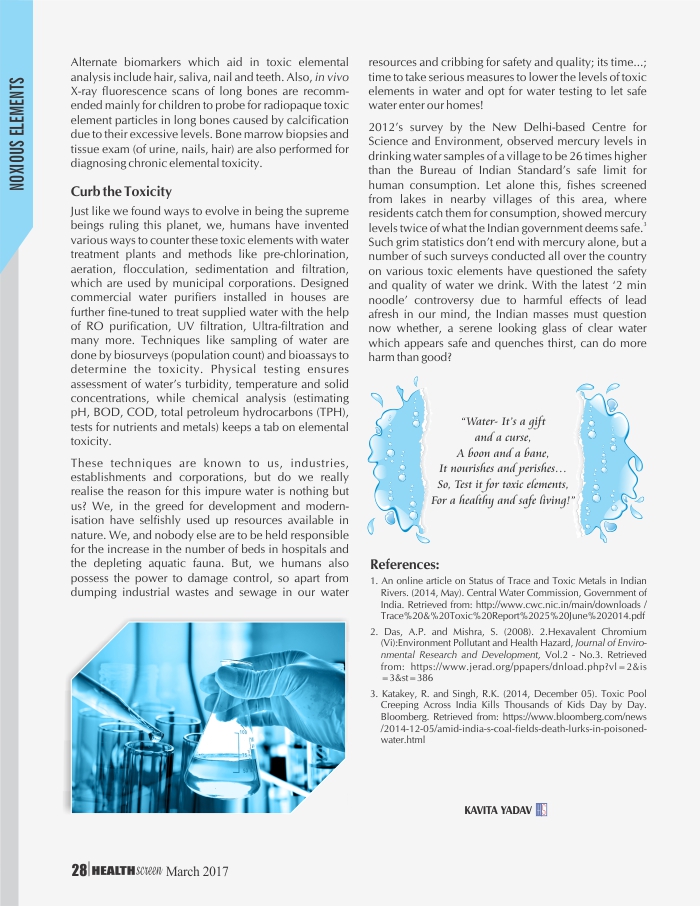 NOXIOUS ELEMENTS
Alternate biomarkers which aid in toxic elemental
analysis include hair, saliva, nail and teeth. Also, in vivo
X-ray fluorescence scans of long bones are recomm-
ended mainly for children to probe for radiopaque toxic
element particles in long bones caused by calcification
due to their excessive levels. Bone marrow biopsies and
tissue exam (of urine, nails, hair) are also performed for
diagnosing chronic elemental toxicity.
Curb the Toxicity
Just like we found ways to evolve in being the supreme
beings ruling this planet, we, humans have invented
various ways to counter these toxic elements with water
treatment plants and methods like pre-chlorination,
aeration, flocculation, sedimentation and filtration,
which are used by municipal corporations. Designed
commercial water purifiers installed in houses are
further fine-tuned to treat supplied water with the help
of RO purification, UV filtration, Ultra-filtration and
many more. Techniques like sampling of water are
done by biosurveys (population count) and bioassays to
determine the toxicity. Physical testing ensures
assessment of water's turbidity, temperature and solid
concentrations, while chemical analysis (estimating
pH, BOD, COD, total petroleum hydrocarbons (TPH),
tests for nutrients and metals) keeps a tab on elemental
toxicity.
These techniques are known to us, industries,
establishments and corporations, but do we really
realise the reason for this impure water is nothing but
us? We, in the greed for development and modern-
isation have selfishly used up resources available in
nature. We, and nobody else are to be held responsible
for the increase in the number of beds in hospitals and
the depleting aquatic fauna. But, we humans also
possess the power to damage control, so apart from
dumping industrial wastes and sewage in our water
resources and cribbing for safety and quality; its time...;
time to take serious measures to lower the levels of toxic
elements in water and opt for water testing to let safe
water enter our homes!
2012's survey by the New Delhi-based Centre for
Science and Environment, observed mercury levels in
drinking water samples of a village to be 26 times higher
than the Bureau of Indian Standard's safe limit for
human consumption. Let alone this, fishes screened
from lakes in nearby villages of this area, where
residents catch them for consumption, showed mercury
levels twice of what the Indian government deems safe.3
Such grim statistics don't end with mercury alone, but a
number of such surveys conducted all over the country
on various toxic elements have questioned the safety
and quality of water we drink. With the latest '2 min
noodle' controversy due to harmful effects of lead
afresh in our mind, the Indian masses must question
now whether, a serene looking glass of clear water
which appears safe and quenches thirst, can do more
harm than good?
"Water- It's a gift
and a curse,
A boon and a bane,
It nourishes and perishes...
So, Test it for toxic elements,
For a healthy and safe living!"
References:
1. An online article on Status of Trace and Toxic Metals in Indian
Rivers. (2014, May). Central Water Commission, Government of
India. Retrieved from: http://www.cwc.nic.in/main/downloads /
Trace%20&%20Toxic%20Report%2025%20June%202014.pdf
2. Das, A.P. and Mishra, S. (2008). 2.Hexavalent Chromium
(Vi):Environment Pollutant and Health Hazard, Journal of Enviro-
nmental Research and Development, Vol.2 - No.3. Retrieved
from: https://www.jerad.org/ppapers/dnload.php?vl=2&is
=3&st=386
3. Katakey, R. and Singh, R.K. (2014, December 05). Toxic Pool
Creeping Across India Kills Thousands of Kids Day by Day.
Bloomberg. Retrieved from: https://www.bloomberg.com/news
/2014-12-05/amid-india-s-coal-fields-death-lurks-in-poisoned-
water.html
KAVITA YADAV
28 HEALTHscreen March 2017